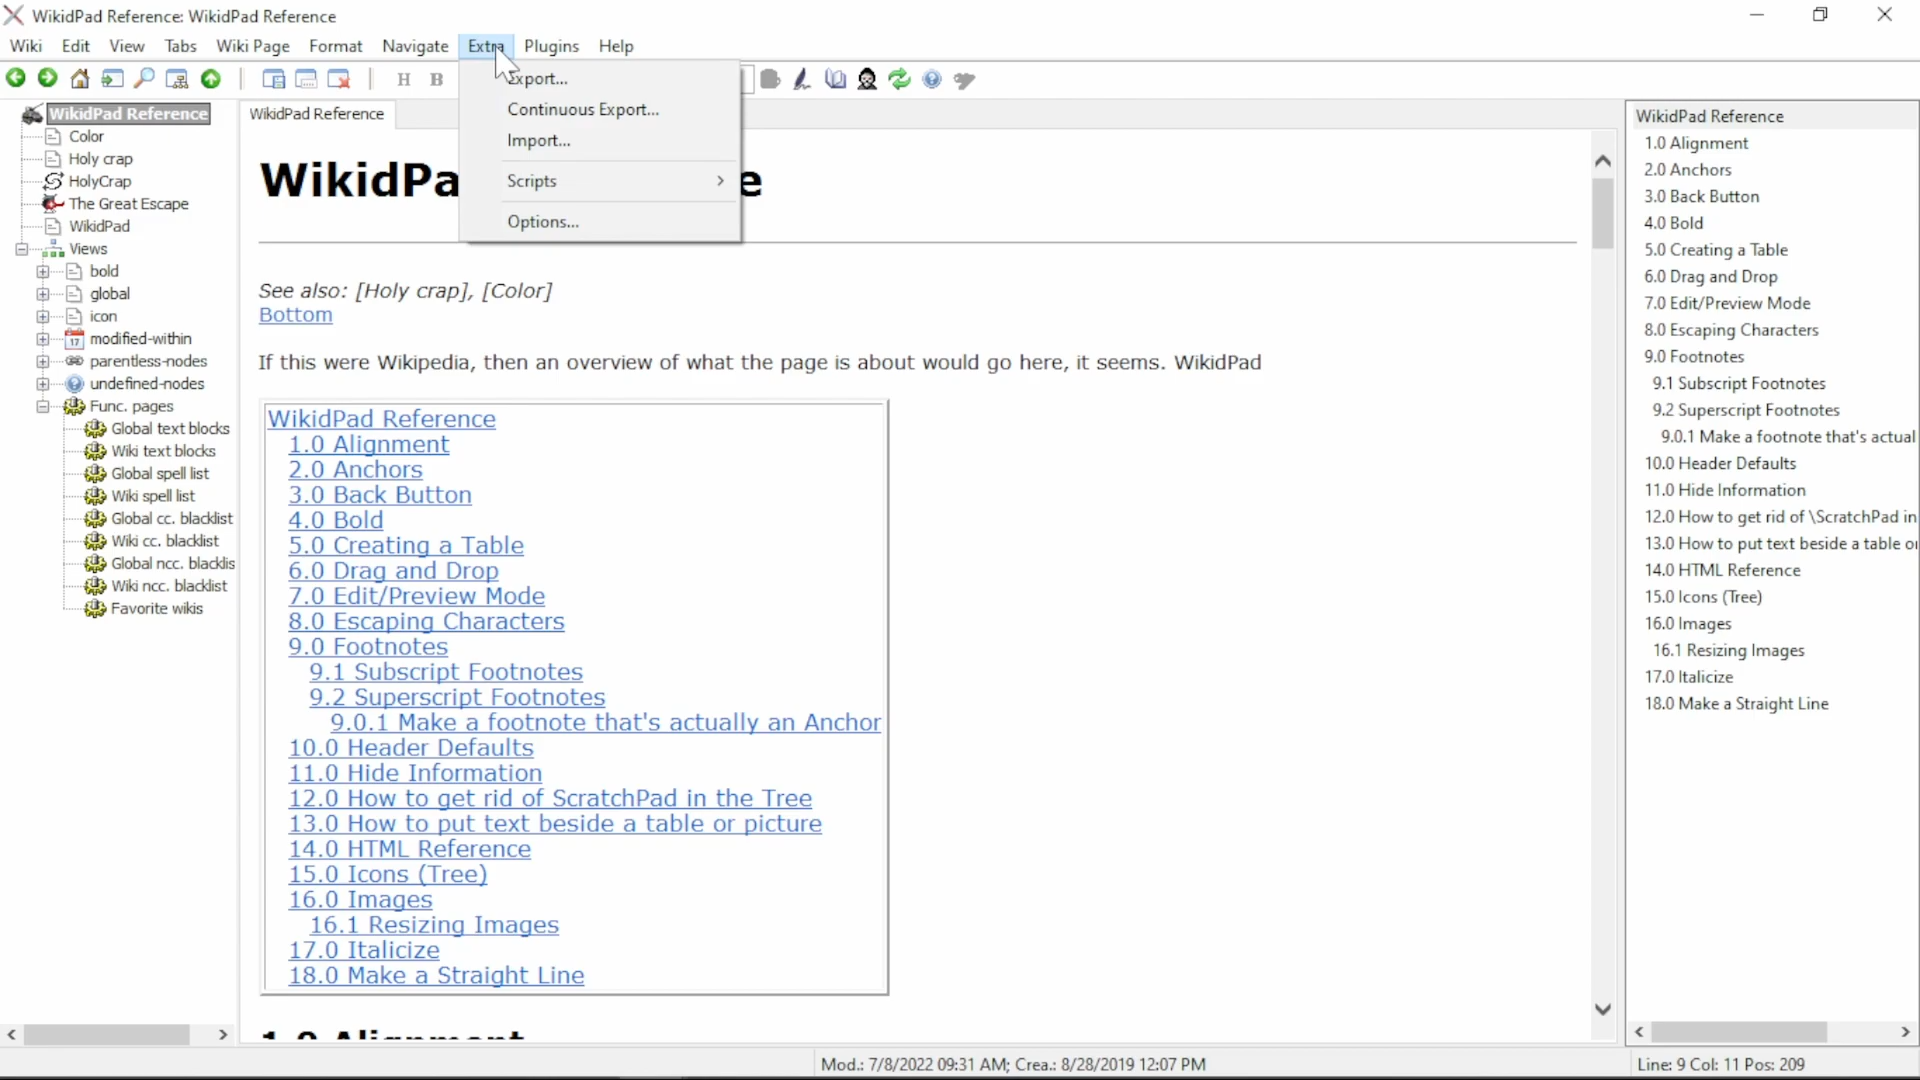 WikidPad Reference: WikidPad Reference
Wiki Edit View Tabs Wiki Page Format Navigate Extra Plugins Help
H B
Export...
Continuous Export...
Import...
Scripts
Options...
WikidPad Reference
Color
Holy crap
HolyCrap
The Great Escape
WikidPad
Views
bold
global
icon
17 modified-within
parentless-nodes
undefined-nodes
Func. pages
Global text blocks
Wiki text blocks
Global spell list
Wiki spell list
Global cc. blacklist
Wiki cc. blacklist
Global ncc. blacklis
Wiki ncc. blacklist
Favorite wikis
WikidPad Reference
WikidPa e
See also: [Holy crap], [Color]
Bottom
If this were Wikipedia, then an overview of what the page is about would go here, it seems. WikidPad
WikidPad Reference
1.0 Alignment
2.0 Anchors
3.0 Back Button
4.0 Bold
5.0 Creating a Table
6.0 Drag and Drop
7.0 Edit/Preview Mode
8.0 Escaping Characters
9.0 Footnotes
9.1 Subscript Footnotes
9.2 Superscript Footnotes
9.0.1 Make a footnote that's actually an Anchor
10.0 Header Defaults
11.0 Hide Information
12.0 How to get rid of ScratchPad in the Tree
13.0 How to put text beside a table or picture
14.0 HTML Reference
15.0 Icons (Tree)
16.0 Images
16.1 Resizing Images
17.0 Italicize
18.0 Make a Straight Line
1.0 Alignment
WikidPad Reference
1.0 Alignment
2.0 Anchors
3.0 Back Button
4.0 Bold
5.0 Creating a Table
6.0 Drag and Drop
7.0 Edit/Preview Mode
8.0 Escaping Characters
9.0 Footnotes
9.1 Subscript Footnotes
9.2 Superscript Footnotes
9.0.1 Make a footnote that's actual
10.0 Header Defaults
11.0 Hide Information
12.0 How to get rid of \ScratchPad in
13.0 How to put text beside a table or
14.0 HTML Reference
15.0 Icons (Tree)
16.0 Images
16.1 Resizing Images
17.0 Italicize
18.0 Make a Straight Line
Mod.: 7/8/2022 09:31 AM; Crea.: 8/28/2019 12:07 PM
Line: 9 Col: 11 Pos: 209